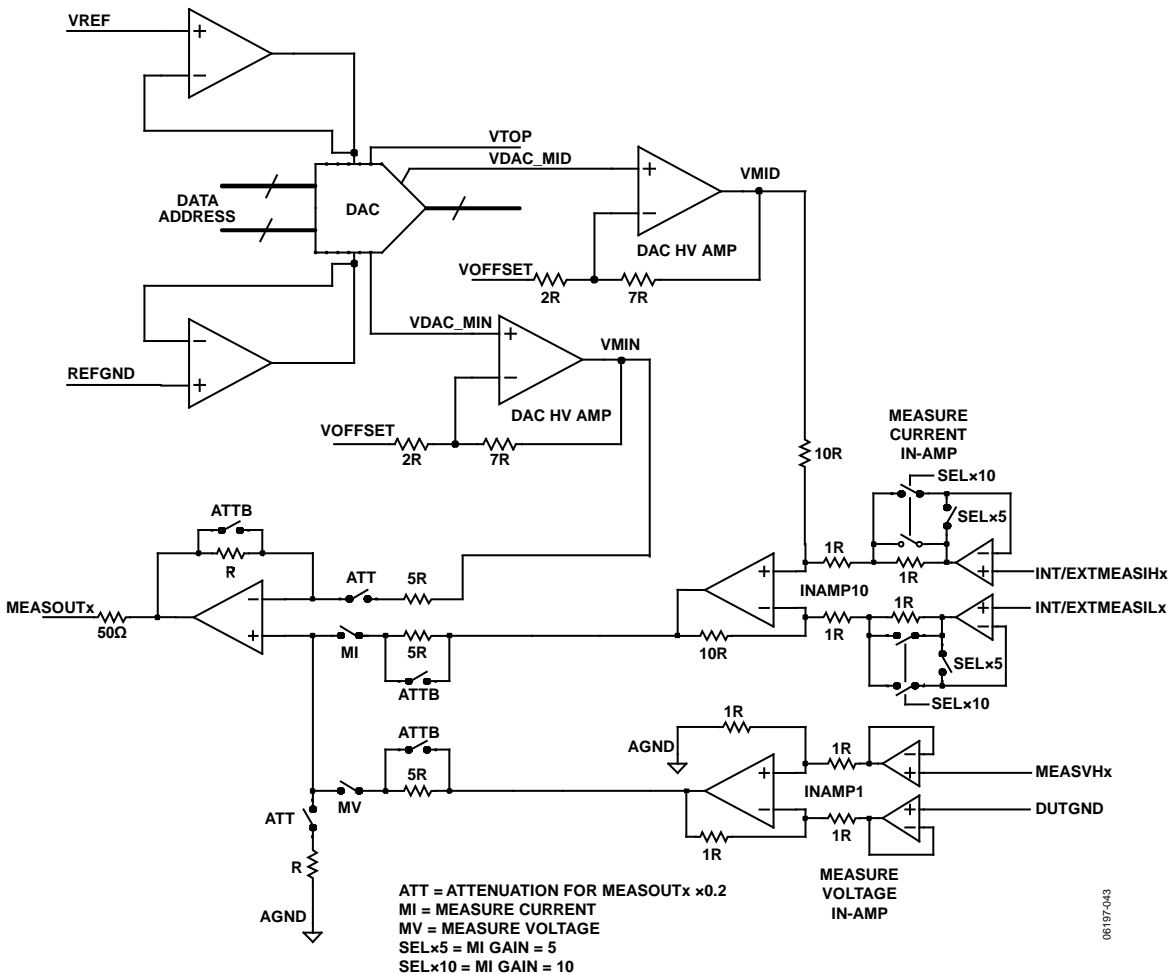 VREF
VTOP
VDAC_MID
VMID
DATA
ADDRESS
DAC
DAC HV AMP
VOFFSET
2R
7R
VDAC_MIN
VMIN
REFGND
DAC HV AMP
VOFFSET
2R
7R
MEASURE
CURRENT
IN-AMP
10R
SEL×10
SEL×5
ATTB
R
ATT
5R
1R
1R
INAMP10
INT/EXTMEASIHx
MEASOUTx
50Ω
MI
5R
ATTB
10R
1R
1R
INT/EXTMEASILx
SEL×5
SEL×10
ATTB
5R
MV
AGND
1R
1R
INAMP1
MEASVHx
DUTGND
1R
1R
ATT
R
AGND
MEASURE
VOLTAGE
IN-AMP
ATT = ATTENUATION FOR MEASOUTx ×0.2
MI = MEASURE CURRENT
MV = MEASURE VOLTAGE
SEL×5 = MI GAIN = 5
SEL×10 = MI GAIN = 10
06197-043